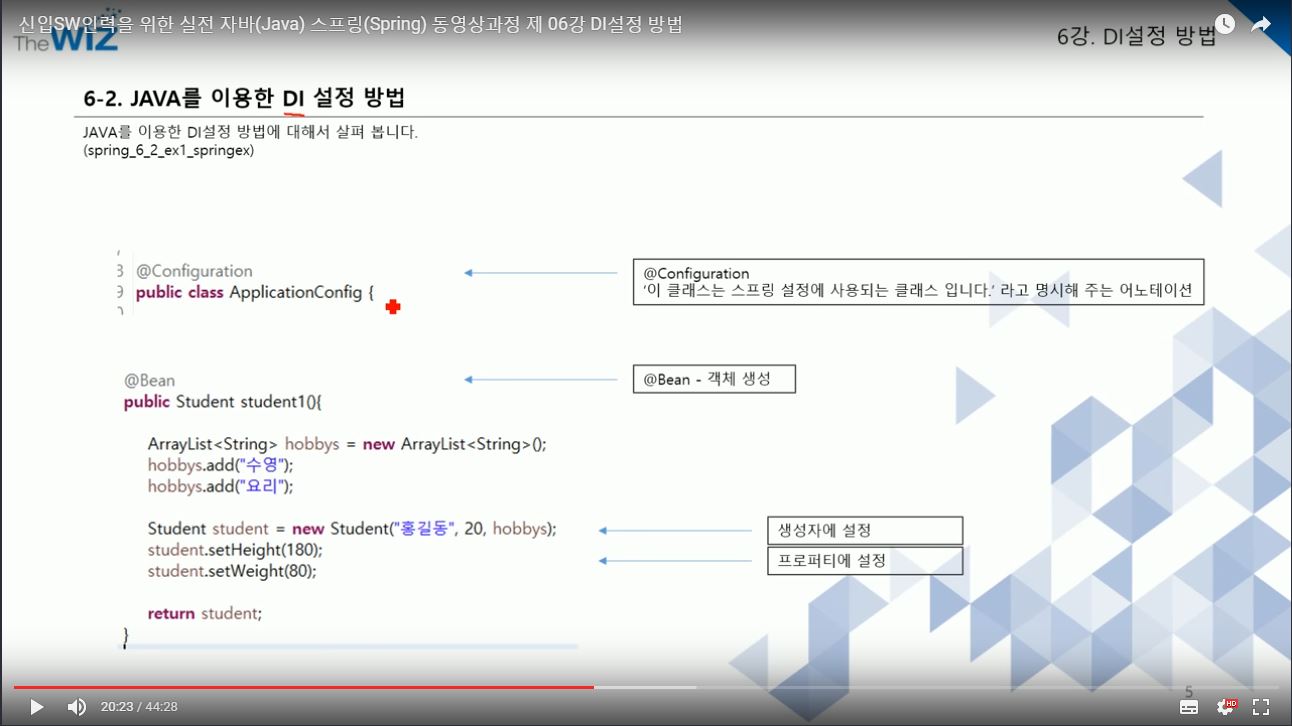 신입SW인력을 위한 실전 자바(Java) 스프링(Spring) 동영상과정 제 06강 DI설정 방법
TheWIZ
6강. DI설정 방법
6-2. JAVA를 이용한 DI 설정 방법
JAVA를 이용한 DI설정 방법에 대해서 살펴 봅니다.
(spring_6_2_ex1_springex)
8 @Configuration
9 public class ApplicationConfig {
@Configuration
'이 클래스는 스프링 설정에 사용되는 클래스 입니다.' 라고 명시해 주는 어노테이션
@Bean
public Student student1(){
@Bean - 객체 생성
ArrayList<String> hobbys = new ArrayList<String>();
hobbys.add("수영");
hobbys.add("요리");
Student student = new Student("홍길동", 20, hobbys);
생성자에 설정
student.setHeight(180);
프로퍼티에 설정
student.setWeight(80);
return student;
}
5
20:23 / 44:28
HD